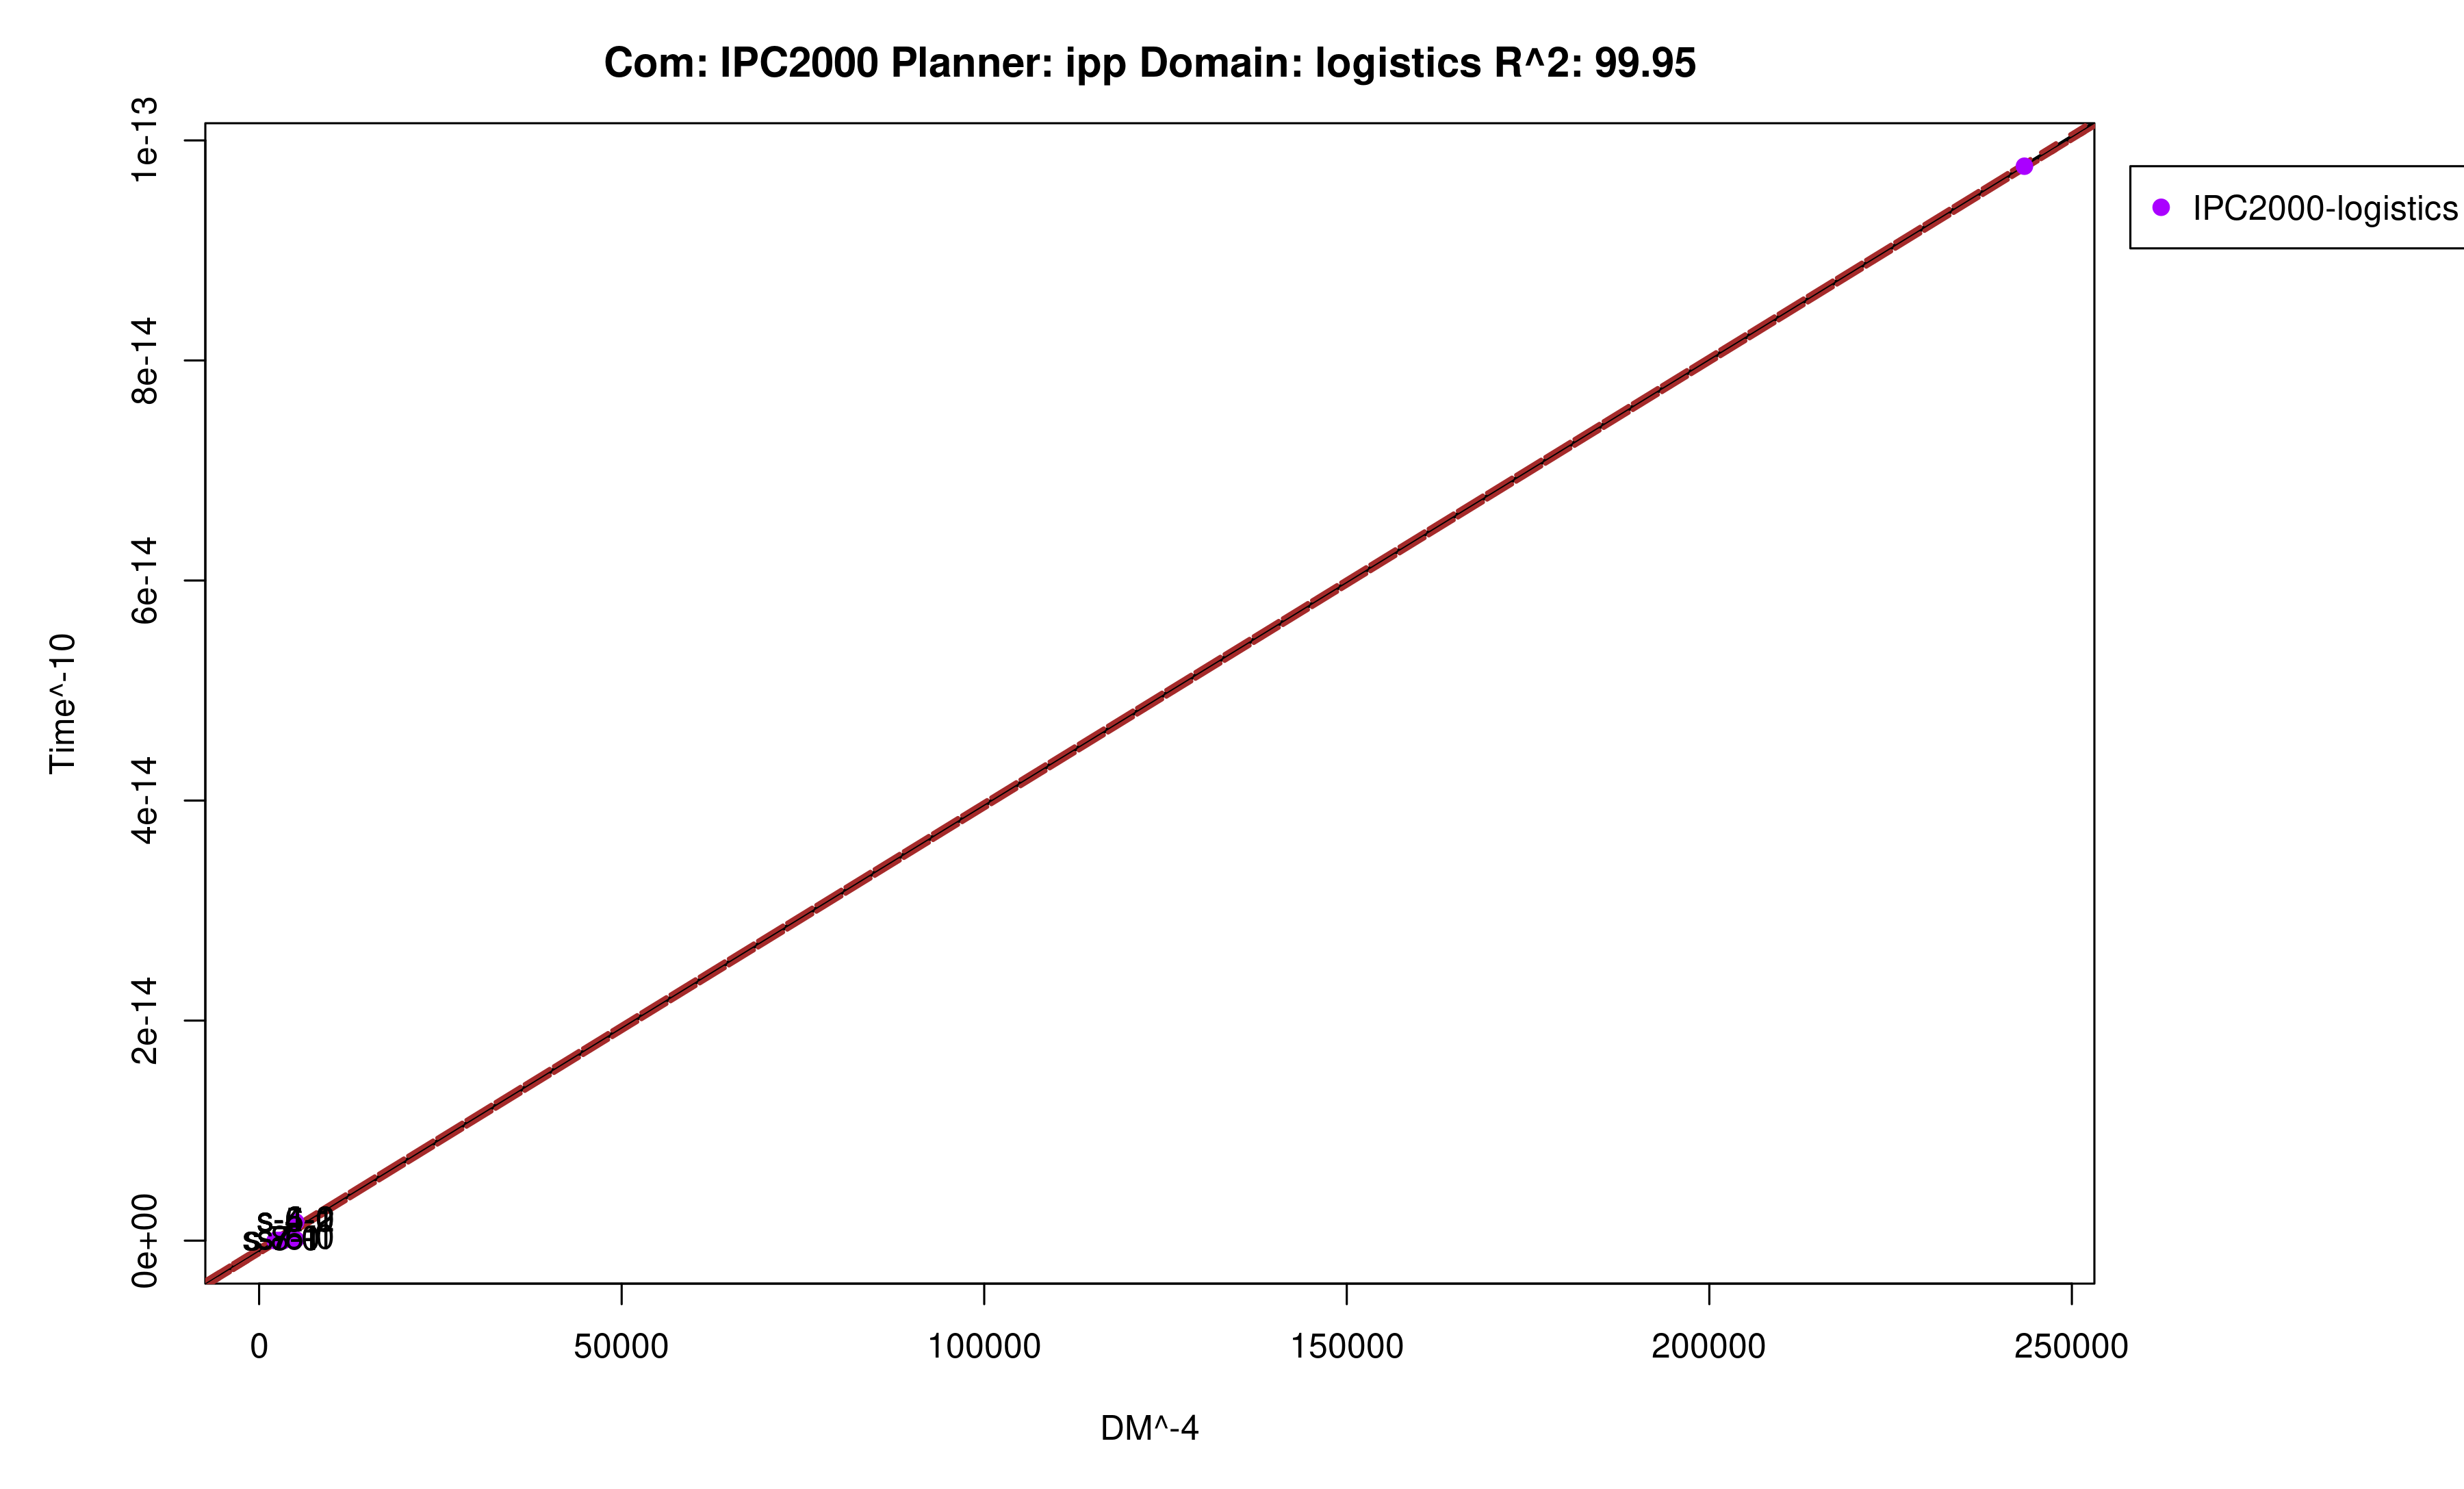 Com: IPC2000 Planner: ipp Domain: logistics R^2: 99.95
1e-13
8e-14
6e-14
4e-14
2e-14
0e+00
Time^-10
IPC2000-logistics
0
50000
100000
150000
200000
250000
DM^-4